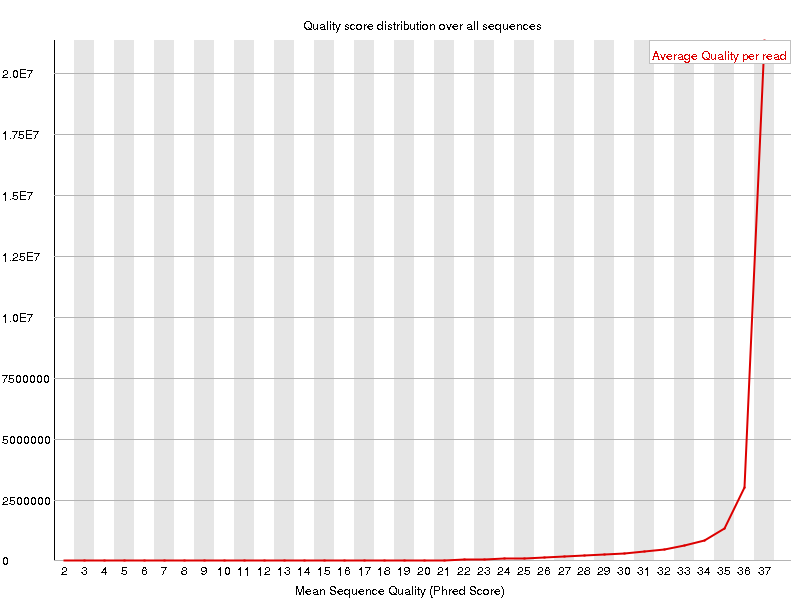 Quality score distribution over all sequences
Average Quality per read
2.0E7
1.75E7
1.5E7
1.25E7
1.0E7
7500000
5000000
2500000
0
2 3 4 5 6 7 8 9 10 11 12 13 14 15 16 17 18 19 20 21 22 23 24 25 26 27 28 29 30 31 32 33 34 35 36 37
Mean Sequence Quality (Phred Score)